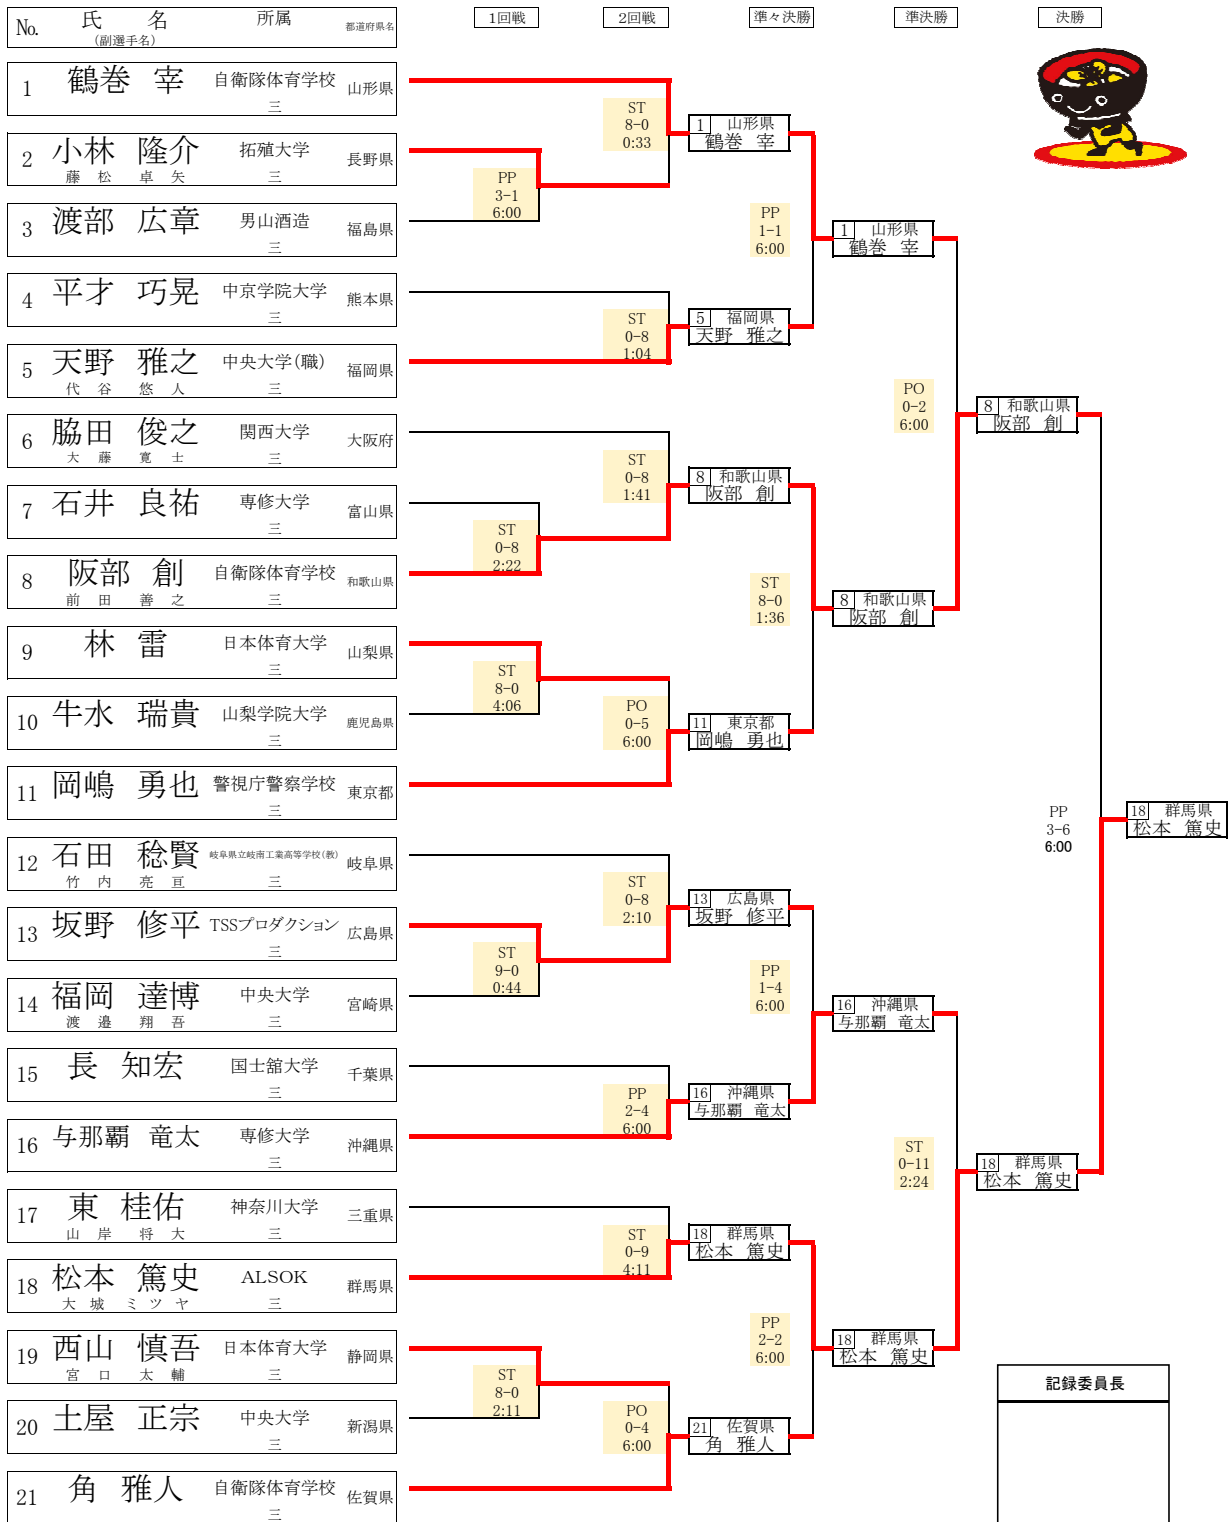 No. 氏 名 所属 都道府県名
(副選手名)
1回戦 2回戦 準々決勝 準決勝 決勝
1 鶴巻 宰 自衛隊体育学校 山形県
三
2 小林 隆介 拓殖大学 長野県
藤松卓矢 三
3 渡部 広章 男山酒造 福島県
三
4 平才 巧晃 中京学院大学 熊本県
三
5 天野 雅之 中央大学(職) 福岡県
代谷悠人 三
6 脇田 俊之 関西大学 大阪府
大藤寛士 三
7 石井 良祐 専修大学 富山県
三
8 阪部 創 自衛隊体育学校 和歌山県
前田善之 三
9 林 雷 日本体育大学 山梨県
三
10 牛水 瑞貴 山梨学院大学 鹿児島県
三
11 岡嶋 勇也 警視庁警察学校 東京都
三
12 石田 稔賢 岐阜県立岐南工業高等学校(教) 岐阜県
竹内亮亘 三
13 坂野 修平 TSSプロダクション 広島県
三
14 福岡 達博 中央大学 宮崎県
渡邉翔吾 三
15 長 知宏 国士舘大学 千葉県
三
16 与那覇 竜太 専修大学 沖縄県
三
17 東 桂佑 神奈川大学 三重県
山岸将大 三
18 松本 篤史 ALSOK 群馬県
大城ミツヤ 三
19 西山 慎吾 日本体育大学 静岡県
宮口太輔 三
20 土屋 正宗 中央大学 新潟県
三
21 角 雅人 自衛隊体育学校 佐賀県
三
PP
3-1
6:00
ST
0-8
2:22
ST
8-0
4:06
ST
9-0
0:44
ST
8-0
2:11
ST
8-0
0:33
ST
0-8
1:04
ST
0-8
1:41
PO
0-5
6:00
ST
0-8
2:10
PP
2-4
6:00
ST
0-9
4:11
PO
0-4
6:00
1 山形県
鶴巻 宰
5 福岡県
天野 雅之
8 和歌山県
阪部 創
11 東京都
岡嶋 勇也
13 広島県
坂野 修平
16 沖縄県
与那覇 竜太
18 群馬県
松本 篤史
21 佐賀県
角 雅人
PP
1-1
6:00
ST
8-0
1:36
PP
1-4
6:00
PP
2-2
6:00
1 山形県
鶴巻 宰
8 和歌山県
阪部 創
16 沖縄県
与那覇 竜太
18 群馬県
松本 篤史
PO
0-2
6:00
ST
0-11
2:24
8 和歌山県
阪部 創
18 群馬県
松本 篤史
PP
3-6
6:00
18 群馬県
松本 篤史
記録委員長